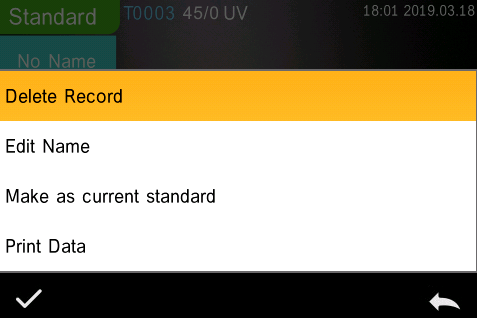 Standard T0003 45/0 UV 18:01 2019.03.18
No Name
Delete Record
Edit Name
Make as current standard
Print Data